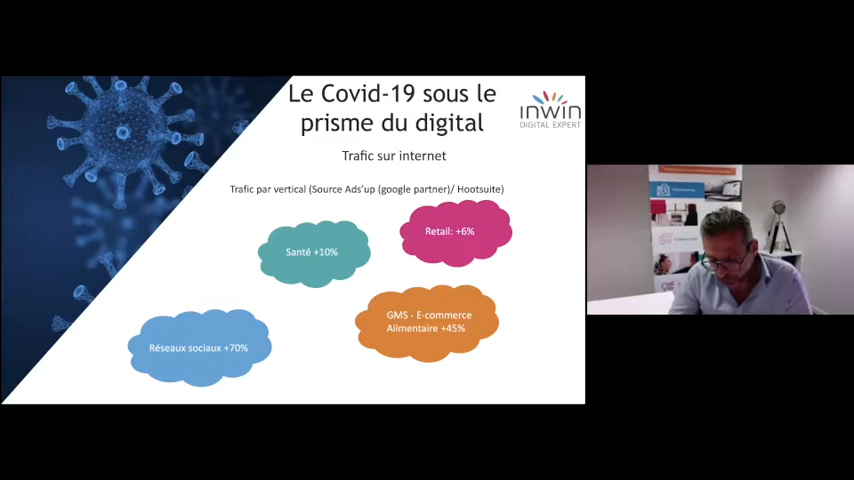 Le Covid-19 sous le
prisme du digital
inwin
DIGITAL EXPERT
Trafic sur internet
Trafic par vertical (Source Ads'up (google partner)/ Hootsuite)
Retail: +6%
Santé +10%
GMS - E-commerce
Alimentaire +45%
Réseaux sociaux +70%